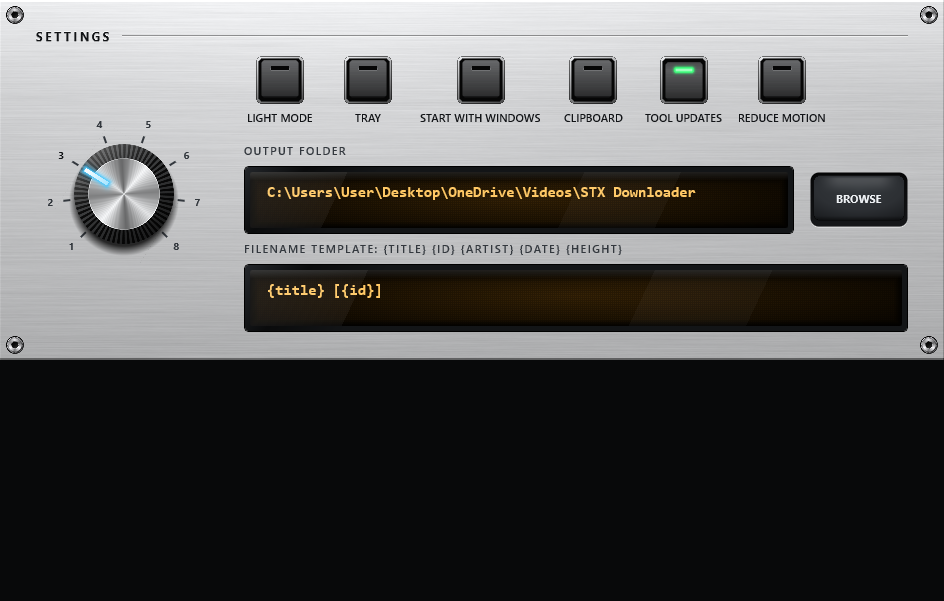 SETTINGS
LIGHT MODE
TRAY
START WITH WINDOWS
CLIPBOARD
TOOL UPDATES
REDUCE MOTION
4 5
3 6
2 7
1 8
OUTPUT FOLDER
C:\Users\User\Desktop\OneDrive\Videos\STX Downloader
BROWSE
FILENAME TEMPLATE: {TITLE} {ID} {ARTIST} {DATE} {HEIGHT}
{title} [{id}]